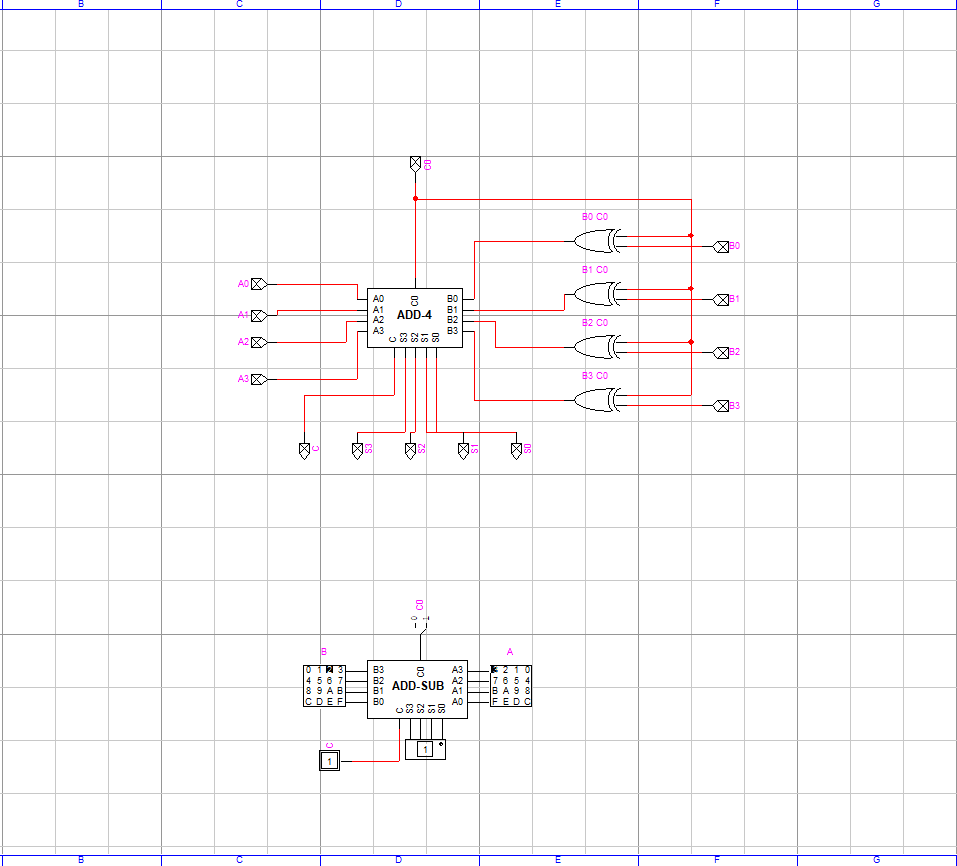 B C D E F G
C0
B0 C0
B0
B1 C0
A0
A0 C0 B0
B1
A1
A1 ADD-4 B1
A2 B2
B2 C0
A3 B3
C S3 S2 S1 S0
A2
B2
B3 C0
A3
B3
C S3 S2 S1 S0
C0
0 1
B A
0 1 2 3 B3 C0 A3 2 1 0
4 5 6 7 B2 A2 7 6 5 4
8 9 A B B1 ADD-SUB A1 B A 9 8
C D E F B0 A0 F E D C
C S3 S2 S1 S0
C
1
1
B C D E F G